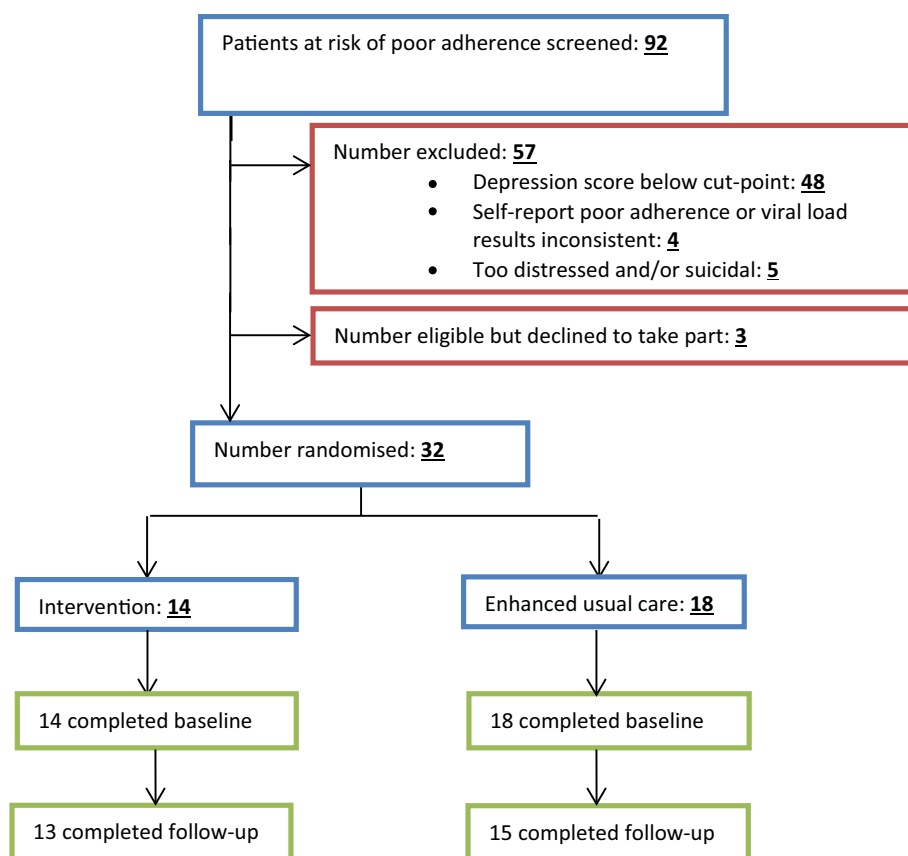 Patients at risk of poor adherence screened: 92
Number excluded: 57
• Depression score below cut-point: 48
• Self-report poor adherence or viral load
results inconsistent: 4
• Too distressed and/or suicidal: 5
Number eligible but declined to take part: 3
Number randomised: 32
Intervention: 14
Enhanced usual care: 18
14 completed baseline
18 completed baseline
13 completed follow-up
15 completed follow-up